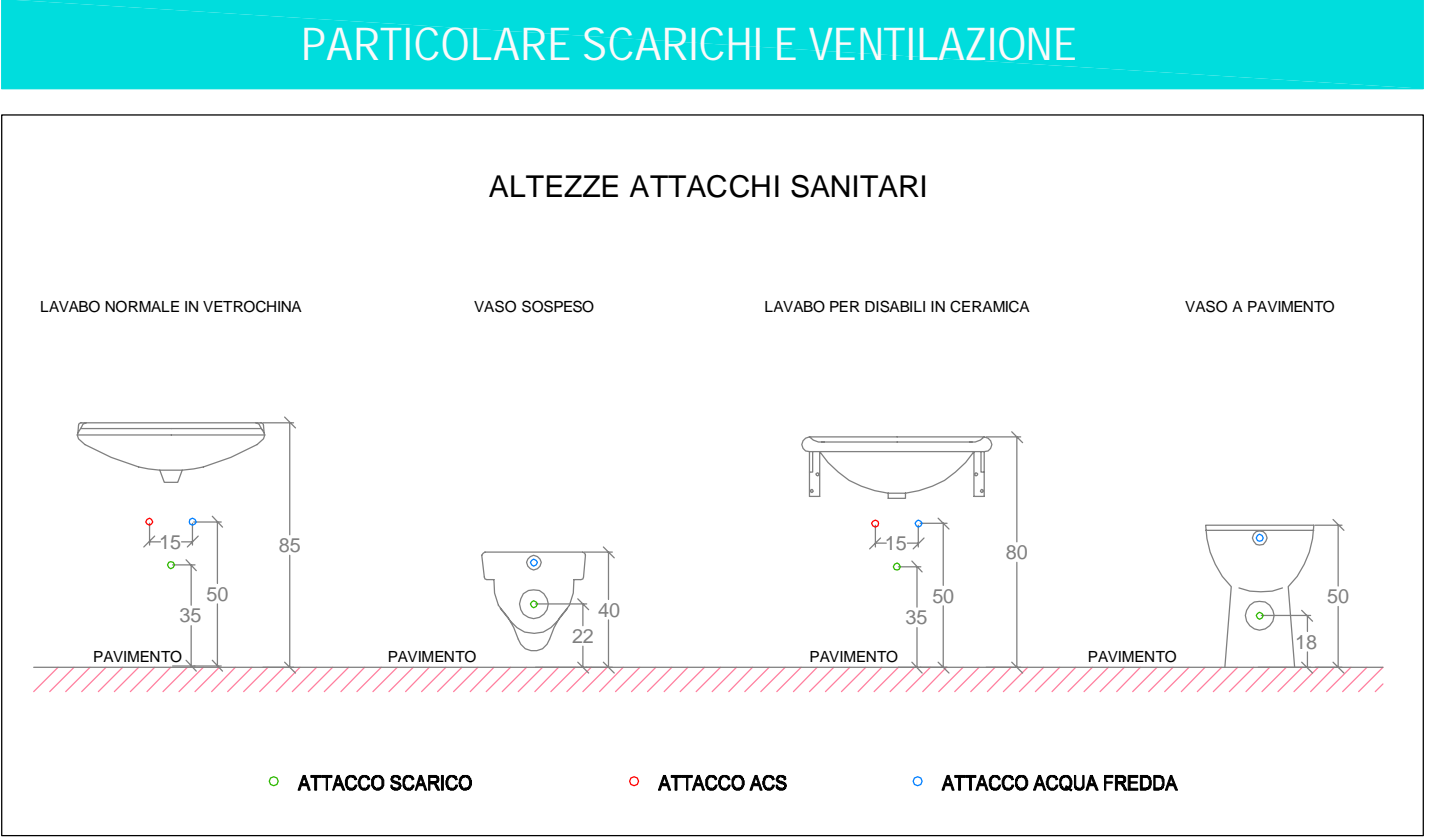 PARTICOLARE SCARICHI E VENTILAZIONE
ALTEZZE ATTACCHI SANITARI
LAVABO NORMALE IN VETROCHINA
VASO SOSPESO
LAVABO PER DISABILI IN CERAMICA
VASO A PAVIMENTO
15
85
50
35
PAVIMENTO
40
22
PAVIMENTO
15
80
50
35
PAVIMENTO
50
18
PAVIMENTO
ATTACCO SCARICO
ATTACCO ACS
ATTACCO ACQUA FREDDA